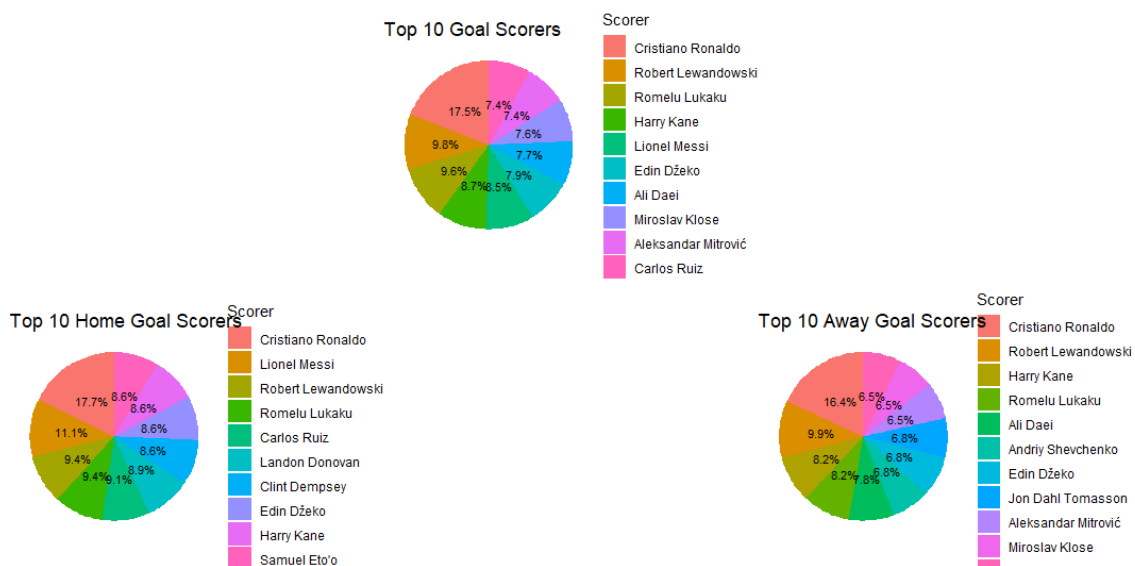 Top 10 Goal Scorers
17.5%
9.8%
9.6%
8.7%
8.5%
7.9%
7.7%
7.6%
7.4%
7.4%
Scorer
Cristiano Ronaldo
Robert Lewandowski
Romelu Lukaku
Harry Kane
Lionel Messi
Edin Džeko
Ali Daei
Miroslav Klose
Aleksandar Mitrović
Carlos Ruiz
Top 10 Home Goal Scorers
17.7%
11.1%
9.4%
9.4%
9.1%
8.9%
8.6%
8.6%
8.6%
8.6%
Scorer
Cristiano Ronaldo
Lionel Messi
Robert Lewandowski
Romelu Lukaku
Carlos Ruiz
Landon Donovan
Clint Dempsey
Edin Džeko
Harry Kane
Samuel Eto'o
Top 10 Away Goal Scorers
16.4%
9.9%
8.2%
8.2%
7.8%
6.8%
6.8%
6.8%
6.5%
6.5%
6.5%
Scorer
Cristiano Ronaldo
Robert Lewandowski
Harry Kane
Romelu Lukaku
Ali Daei
Andriy Shevchenko
Edin Džeko
Jon Dahl Tomasson
Aleksandar Mitrović
Miroslav Klose